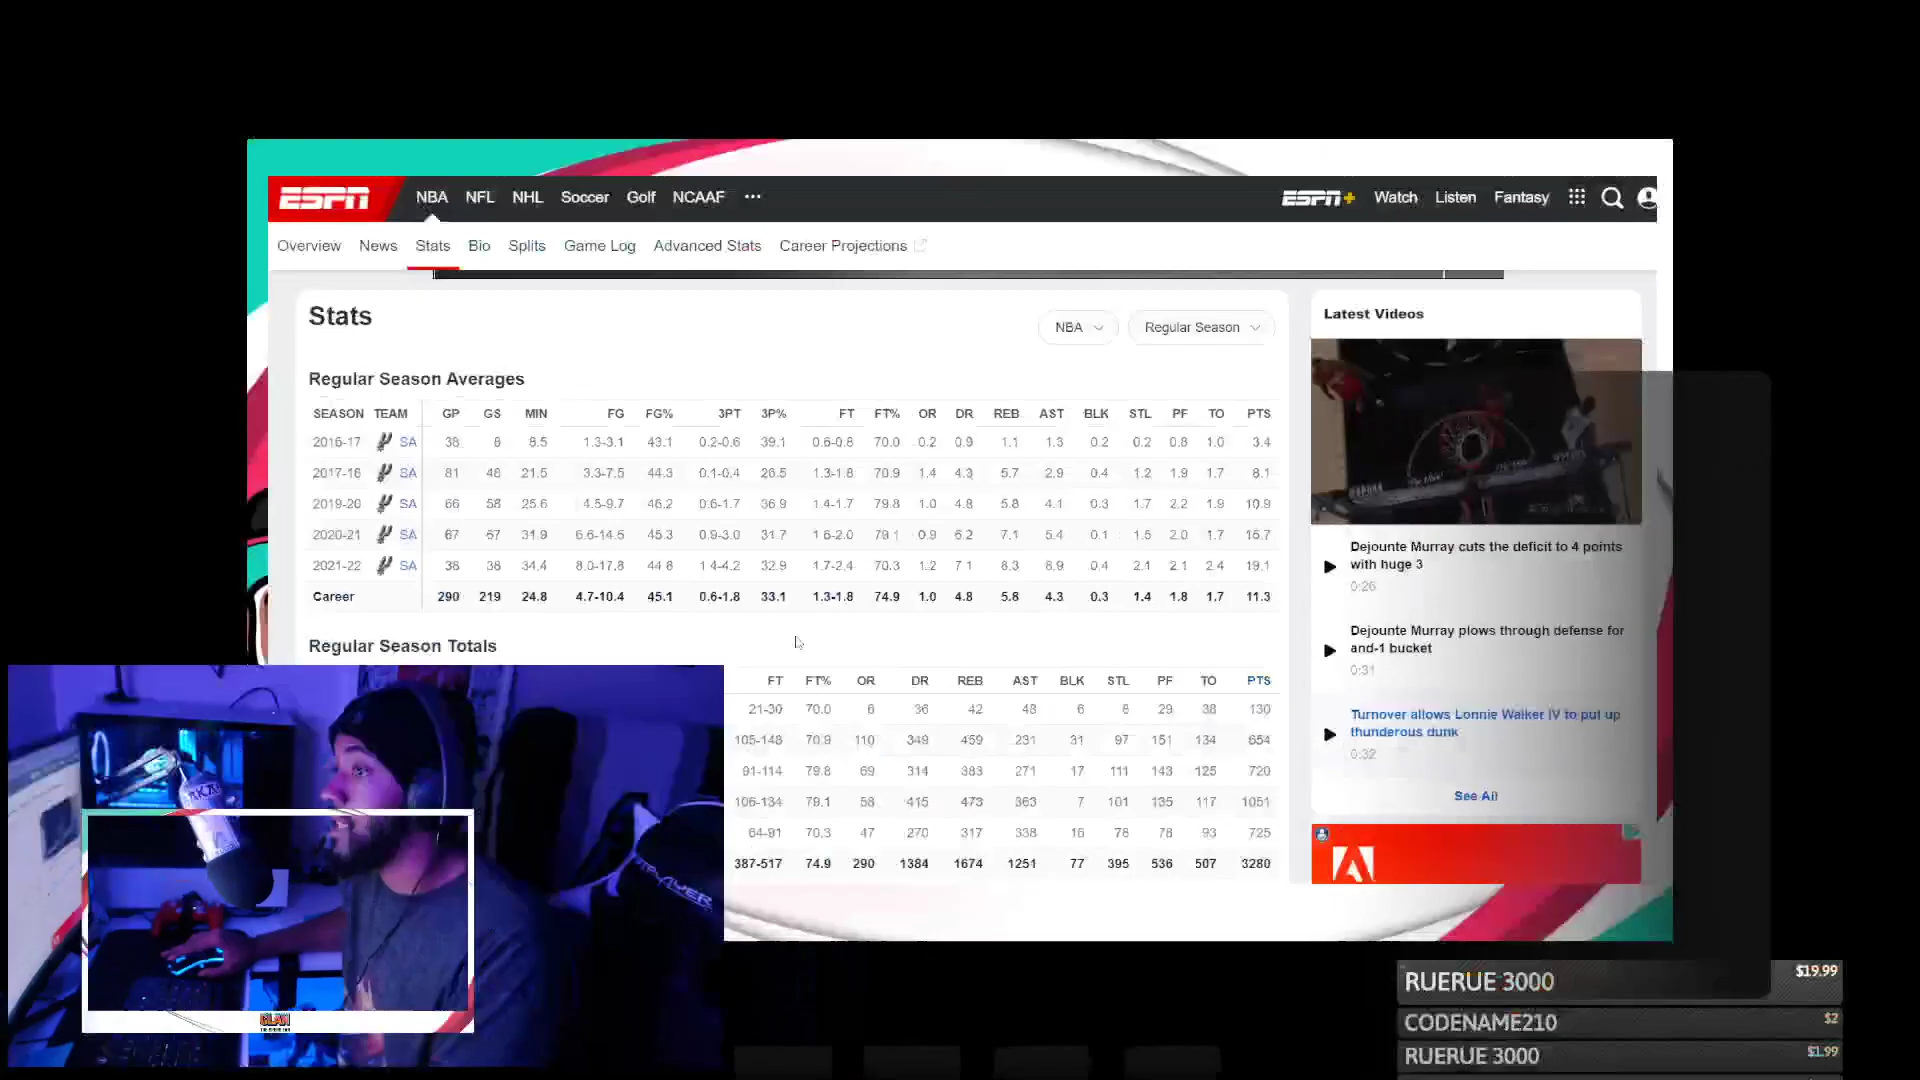 ESPN NBA NFL NHL Soccer Golf NCAAF ··· ESPN+ Watch Listen Fantasy
Overview News Stats Bio Splits Game Log Advanced Stats Career Projections
Stats
NBA Regular Season
Regular Season Averages
SEASON TEAM GP GS MIN FG FG% 3PT 3P% FT FT% OR DR REB AST BLK STL PF TO PTS
2016-17 SA 38 8 8.5 1.3-3.1 43.1 0.2-0.6 39.1 0.6-0.8 70.0 0.2 0.9 1.1 1.3 0.2 0.2 0.8 1.0 3.4
2017-18 SA 81 48 21.5 3.3-7.5 44.3 0.1-0.4 26.5 1.3-1.8 70.9 1.4 4.3 5.7 2.9 0.4 1.2 1.9 1.7 8.1
2019-20 SA 66 58 25.6 4.5-9.7 46.2 0.6-1.7 36.9 1.4-1.7 79.8 1.0 4.8 5.8 4.1 0.3 1.7 2.2 1.9 10.9
2020-21 SA 67 67 31.9 6.6-14.5 45.3 0.9-3.0 31.7 1.6-2.0 79.1 0.9 6.2 7.1 5.4 0.1 1.5 2.0 1.7 15.7
2021-22 SA 38 38 34.4 8.0-17.8 44.8 1.4-4.2 32.9 1.7-2.4 70.3 1.2 7.1 8.3 8.9 0.4 2.1 2.1 2.4 19.1
Career 290 219 24.8 4.7-10.4 45.1 0.6-1.8 33.1 1.3-1.8 74.9 1.0 4.8 5.8 4.3 0.3 1.4 1.8 1.7 11.3
Regular Season Totals
FT FT% OR DR REB AST BLK STL PF TO PTS
21-30 70.0 6 36 42 48 6 8 29 38 130
105-148 70.9 110 349 459 231 31 97 151 134 654
91-114 79.8 69 314 383 271 17 111 143 125 720
106-134 79.1 58 415 473 363 7 101 135 117 1051
64-91 70.3 47 270 317 338 16 78 78 93 725
387-517 74.9 290 1384 1674 1251 77 395 536 507 3280
Latest Videos
Dejounte Murray cuts the deficit to 4 points
with huge 3
0:26
Dejounte Murray plows through defense for
and-1 bucket
0:31
Turnover allows Lonnie Walker IV to put up
thunderous dunk
0:32
See All
RUERUE 3000 $19.99
CODENAME210 $2
RUERUE 3000 $1.99